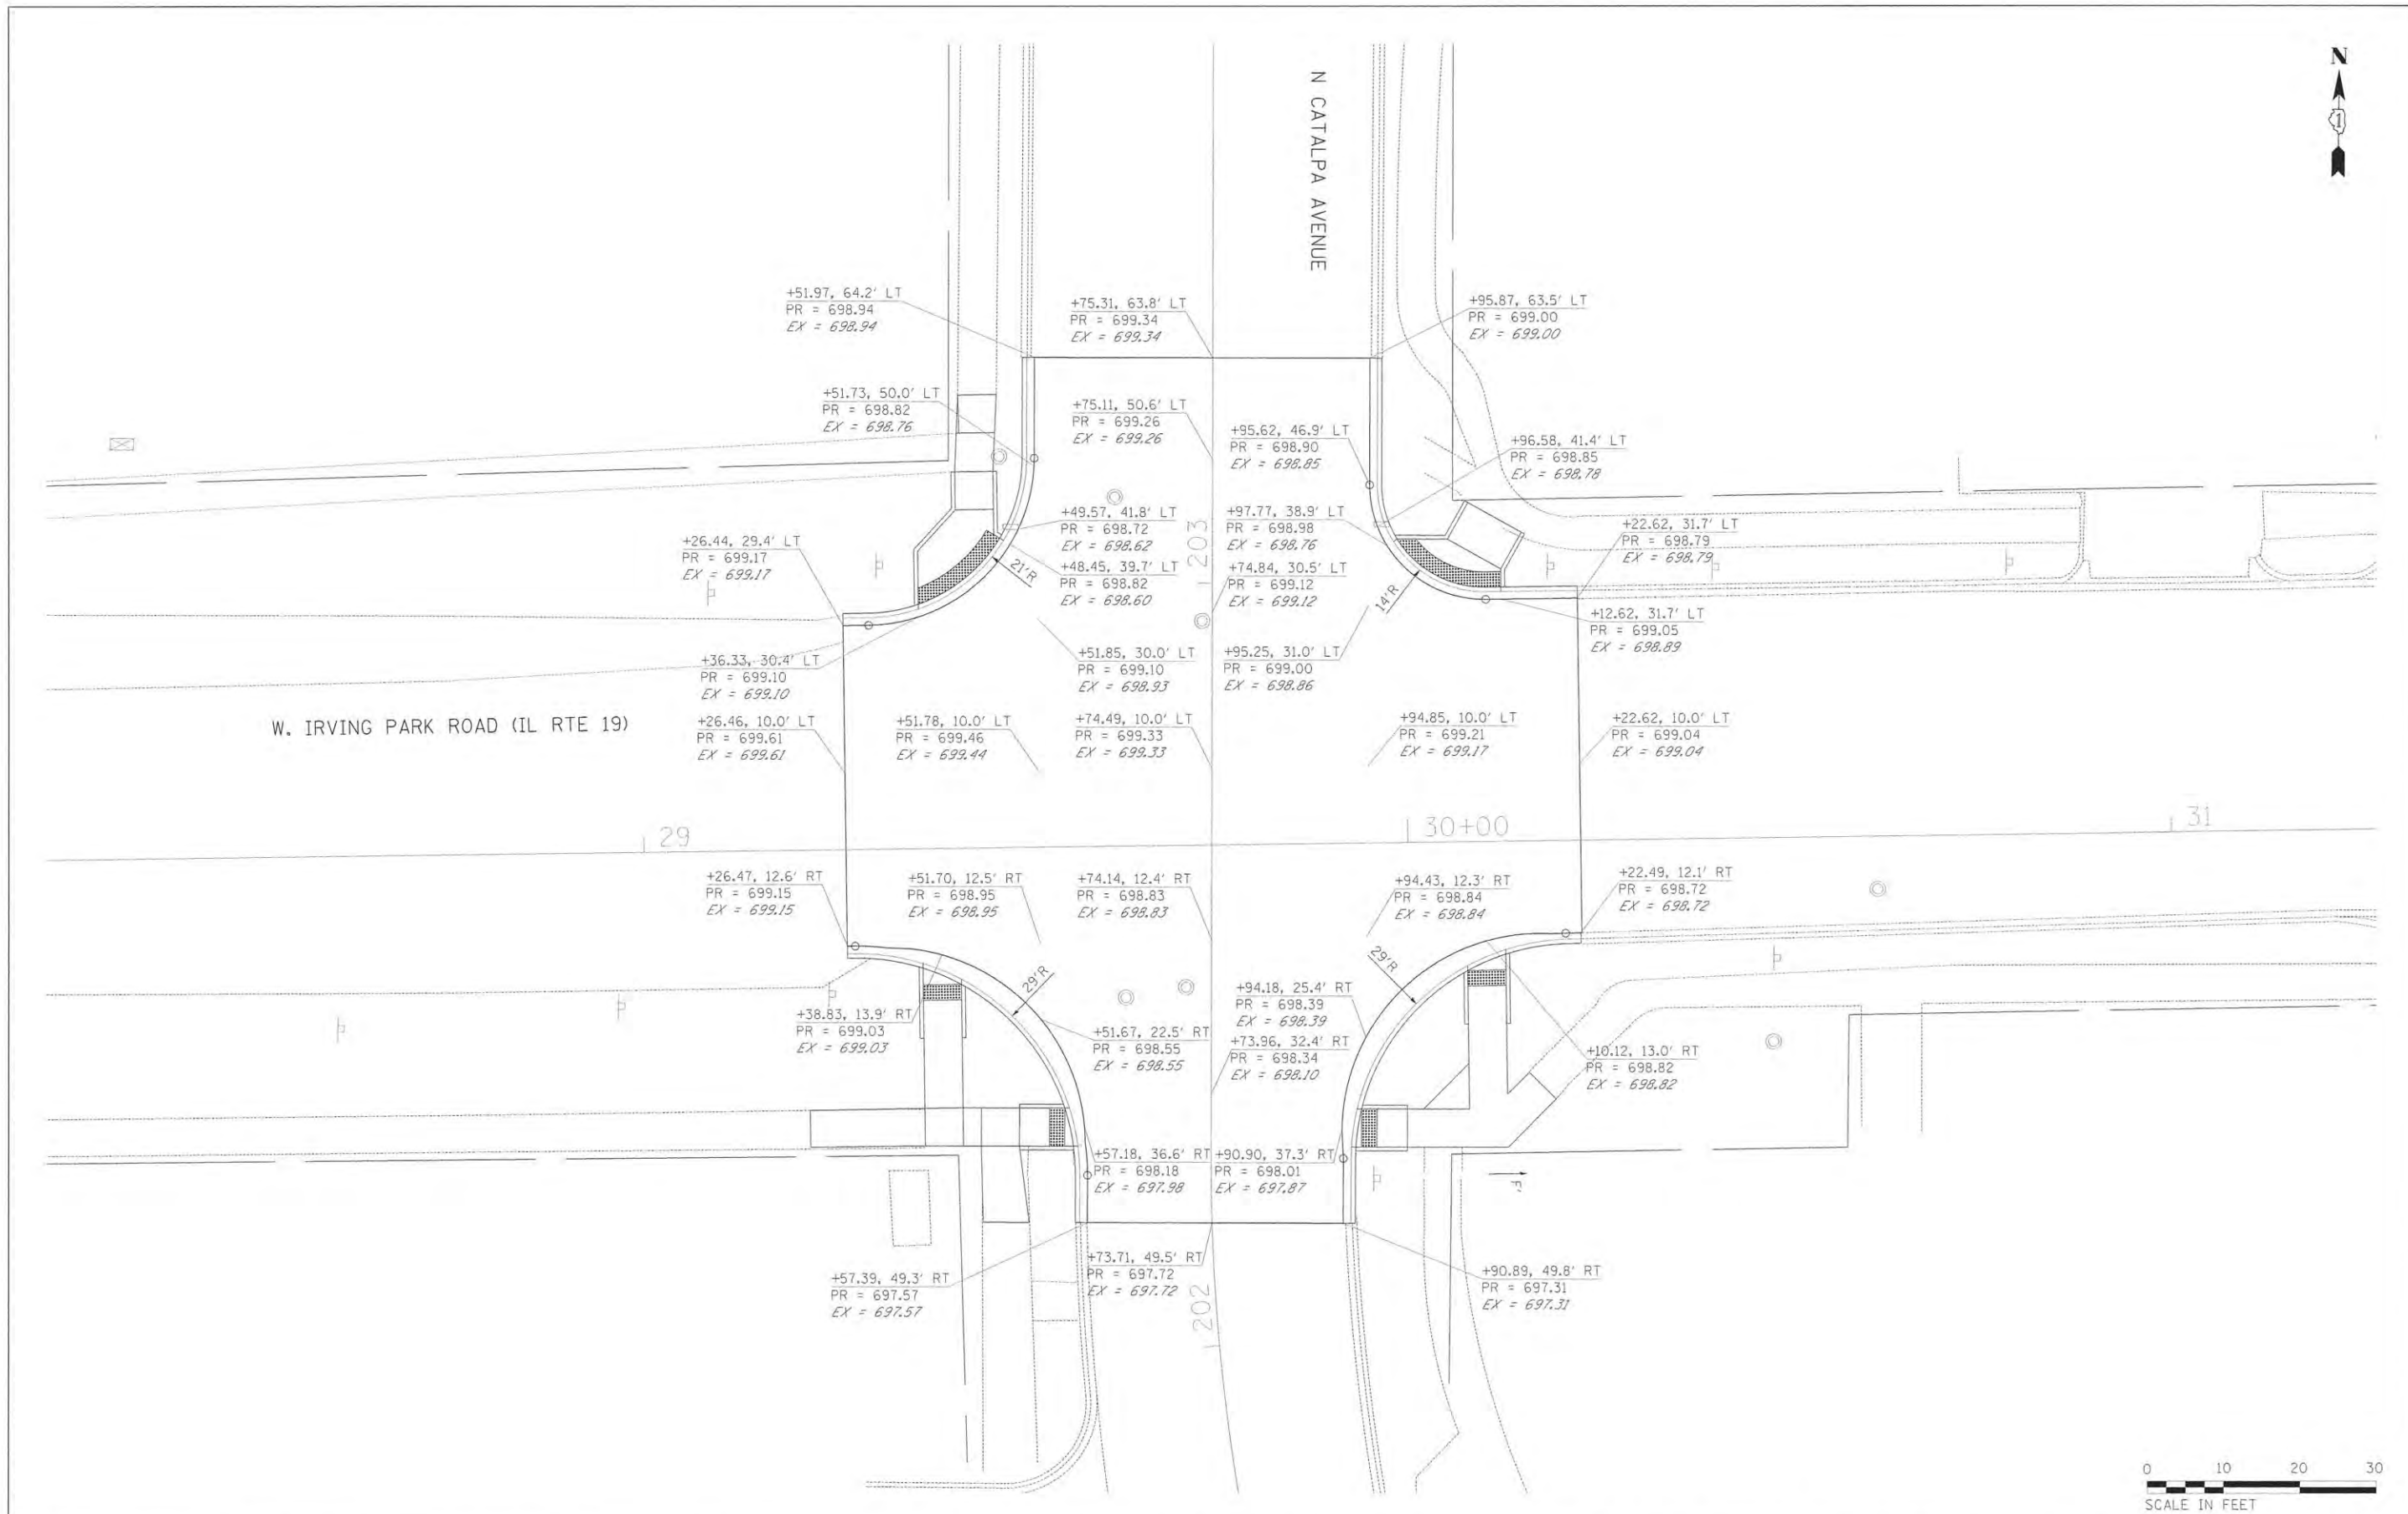 N
1
N CATALPA AVENUE
+51.97, 64.2' LT
PR = 698.94
EX = 698.94
+75.31, 63.8' LT
PR = 699.34
EX = 699.34
+95.87, 63.5' LT
PR = 699.00
EX = 699.00
+51.73, 50.0' LT
PR = 698.82
EX = 698.76
+75.11, 50.6' LT
PR = 699.26
EX = 699.26
+95.62, 46.9' LT
PR = 698.90
EX = 698.85
+96.58, 41.4' LT
PR = 698.85
EX = 698.78
+49.57, 41.8' LT
PR = 698.72
EX = 698.62
203
+97.77, 38.9' LT
PR = 698.98
EX = 698.76
+22.62, 31.7' LT
PR = 698.79
EX = 698.79
+26.44, 29.4' LT
PR = 699.17
EX = 699.17
21'R
+48.45, 39.7' LT
PR = 698.82
EX = 698.60
+74.84, 30.5' LT
PR = 699.12
EX = 699.12
14'R
+12.62, 31.7' LT
PR = 699.05
EX = 698.89
+36.33, 30.4' LT
PR = 699.10
EX = 699.10
+51.85, 30.0' LT
PR = 699.10
EX = 698.93
+95.25, 31.0' LT
PR = 699.00
EX = 698.86
W. IRVING PARK ROAD (IL RTE 19)
+26.46, 10.0' LT
PR = 699.61
EX = 699.61
+51.78, 10.0' LT
PR = 699.46
EX = 699.44
+74.49, 10.0' LT
PR = 699.33
EX = 699.33
+94.85, 10.0' LT
PR = 699.21
EX = 699.17
+22.62, 10.0' LT
PR = 699.04
EX = 699.04
29
30+00
31
+26.47, 12.6' RT
PR = 699.15
EX = 699.15
+51.70, 12.5' RT
PR = 698.95
EX = 698.95
+74.14, 12.4' RT
PR = 698.83
EX = 698.83
+94.43, 12.3' RT
PR = 698.84
EX = 698.84
+22.49, 12.1' RT
PR = 698.72
EX = 698.72
29'R
29'R
+38.83, 13.9' RT
PR = 699.03
EX = 699.03
+51.67, 22.5' RT
PR = 698.55
EX = 698.55
+94.18, 25.4' RT
PR = 698.39
EX = 698.39
+73.96, 32.4' RT
PR = 698.34
EX = 698.10
+10.12, 13.0' RT
PR = 698.82
EX = 698.82
+57.18, 36.6' RT
PR = 698.18
EX = 697.98
+90.90, 37.3' RT
PR = 698.01
EX = 697.87
F'
+57.39, 49.3' RT
PR = 697.57
EX = 697.57
+73.71, 49.5' RT
PR = 697.72
EX = 697.72
202
+90.89, 49.8' RT
PR = 697.31
EX = 697.31
0 10 20 30
SCALE IN FEET